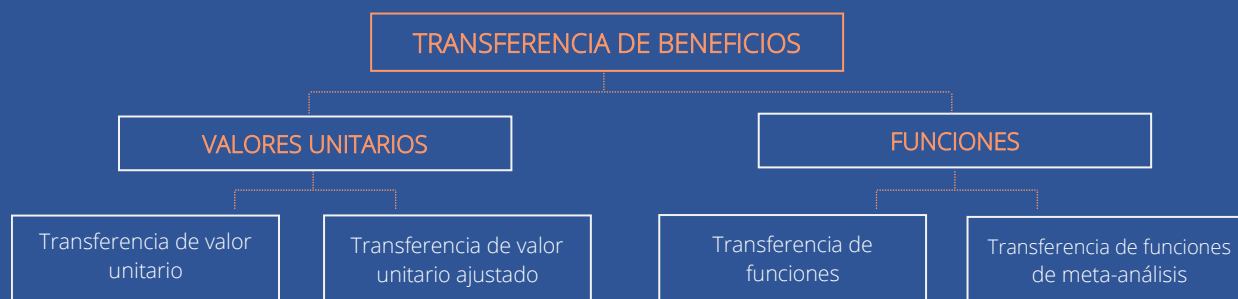 TRANSFERENCIA DE BENEFICIOS
VALORES UNITARIOS
FUNCIONES
Transferencia de valor
unitario
Transferencia de valor
unitario ajustado
Transferencia de
funciones
Transferencia de funciones
de meta-análisis